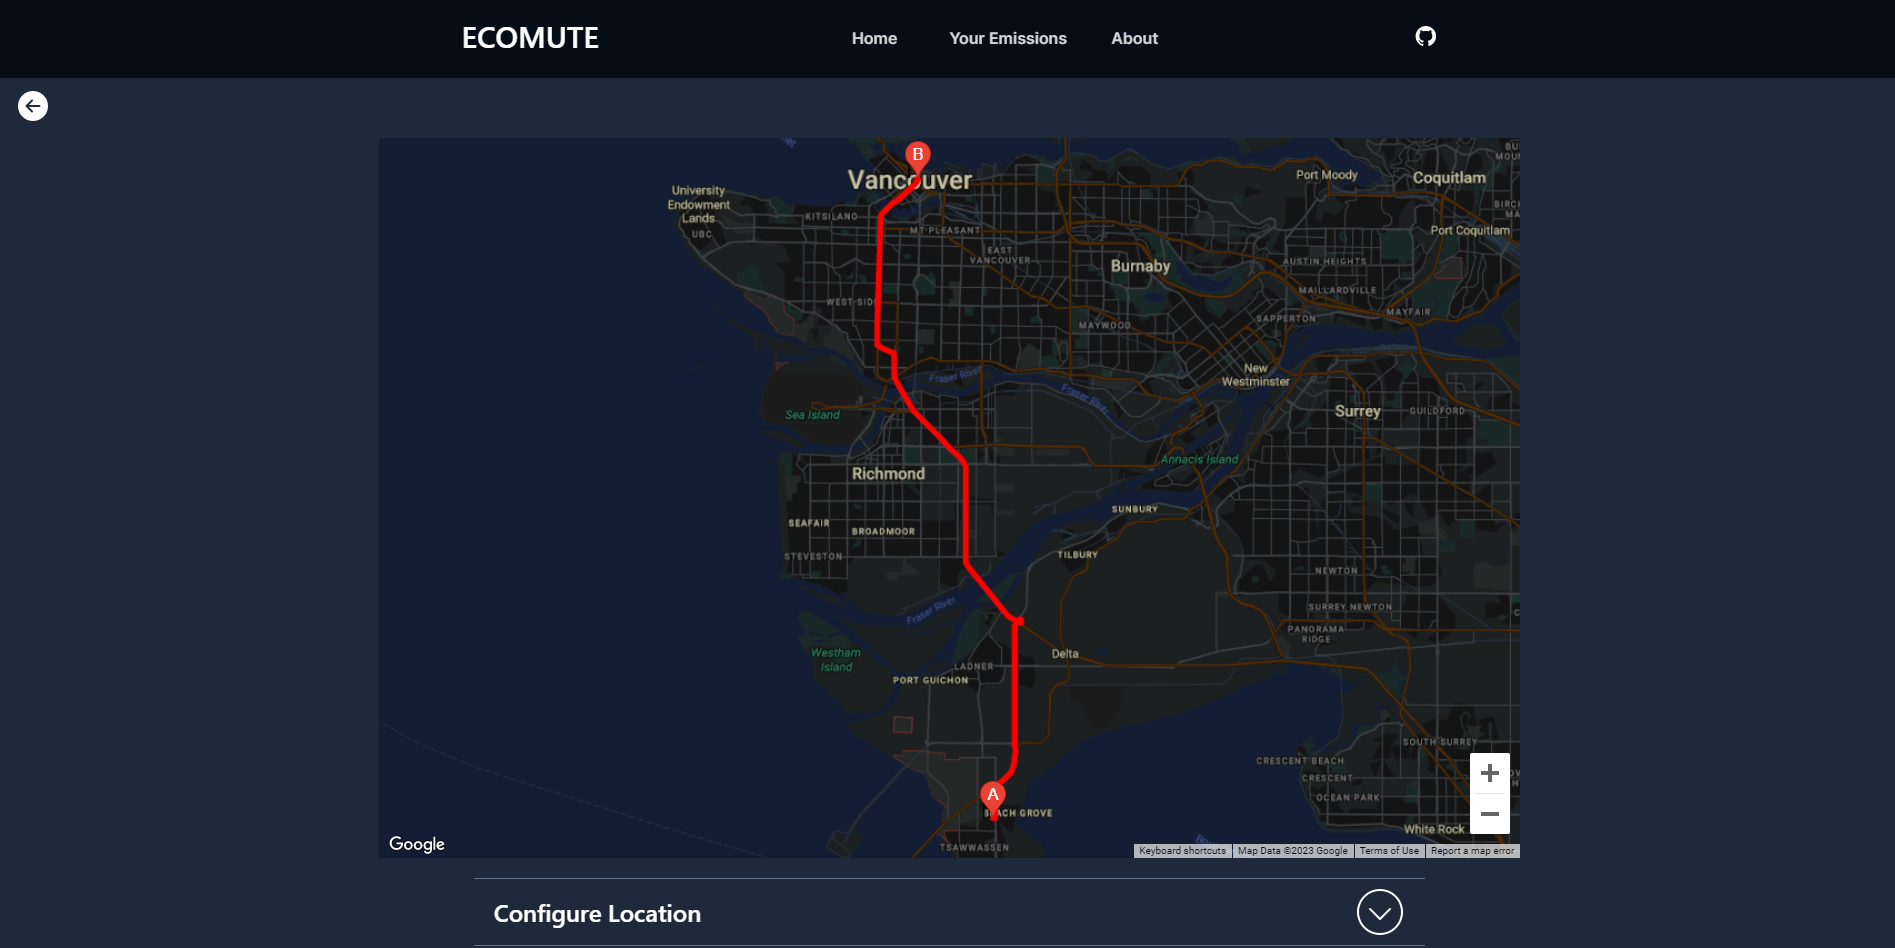 ECOMUTE
Home
Your Emissions
About
B
Vancouver
University
Endowment
Lands
UBC
KITSILANO
MT PLEASANT
EAST
VANCOUVER
Port Moody
Coquitlam
Port Coquitlam
Burnaby
AUSTIN HEIGHTS
MAILLARDVILLE
WEST SIDE
MAYWOOD
SAPPERTON
MAYFAIR
Fraser River
New
Westminster
Fraser River
Sea Island
Surrey
GUILDFORD
Annacis Island
Richmond
SUNBURY
SEAFAIR
BROADMOOR
STEVESTON
TILBURY
NEWTON
Fraser River
SURREY NEWTON
PANORAMA
RIDGE
Westham
Island
Delta
LADNER
PORT GUICHON
SOUTH SURREY
CRESCENT BEACH
CRESCENT
OCEAN PARK
A
BEACH GROVE
White Rock
TSAWWASSEN
Google
Keyboard shortcuts
Map Data ©2023 Google
Terms of Use
Report a map error
Configure Location